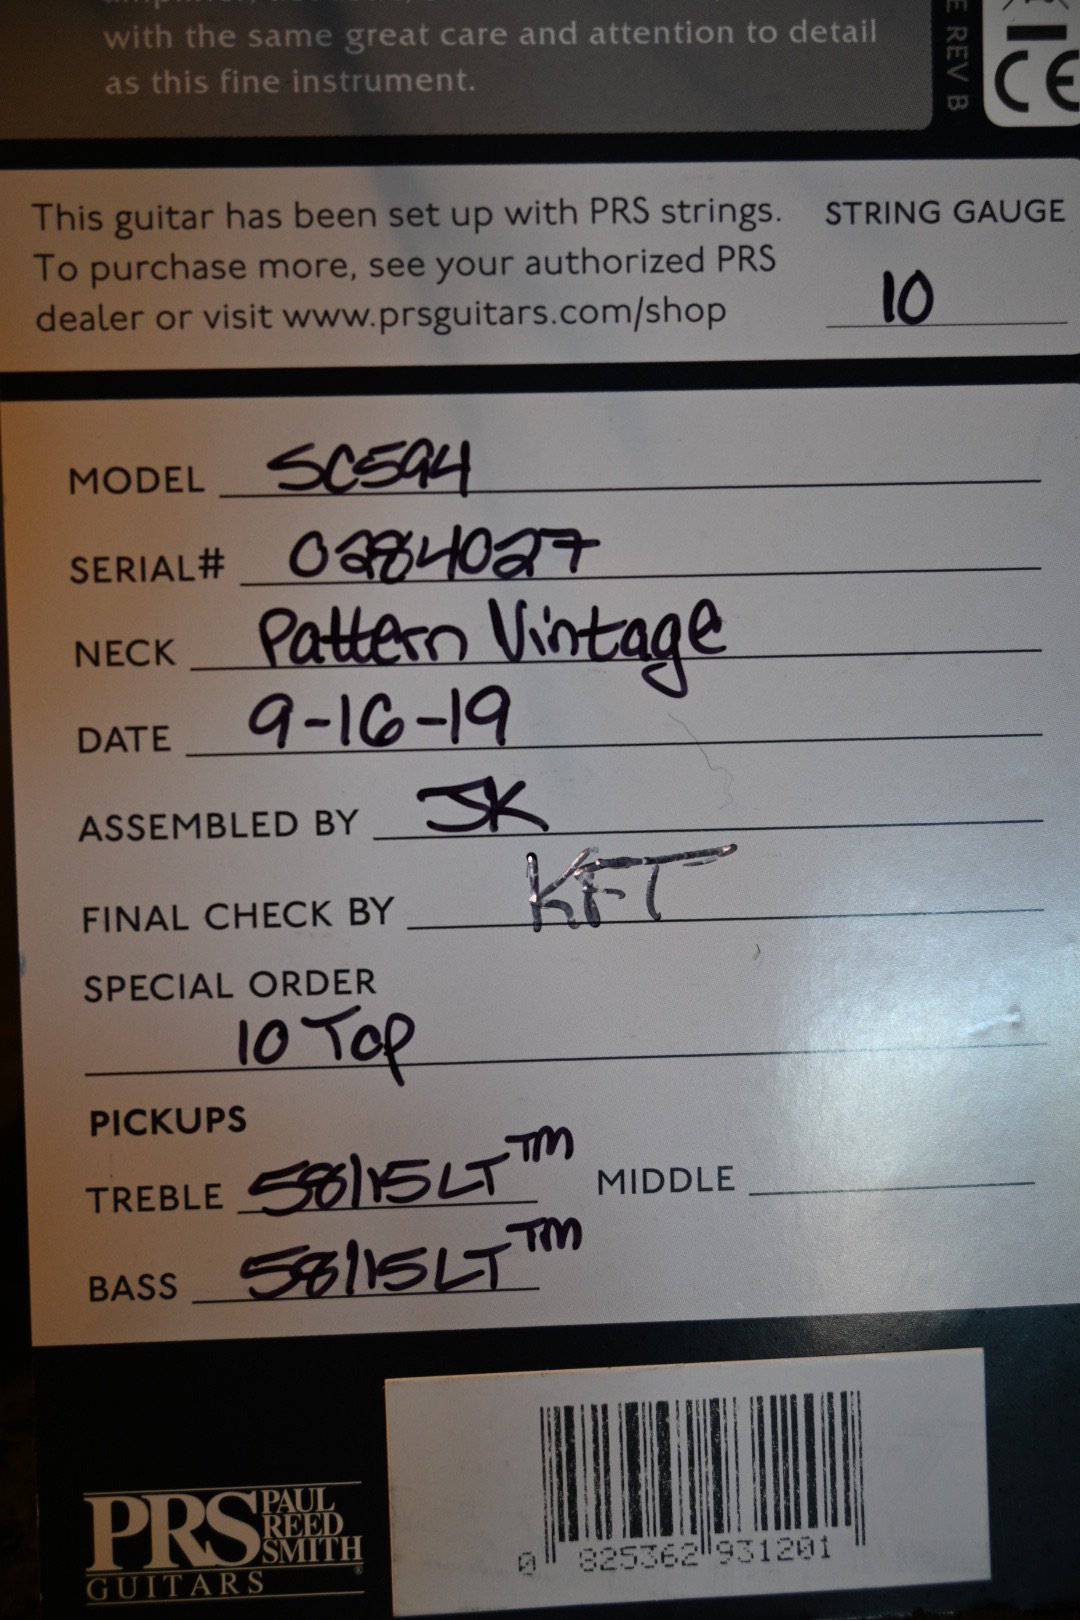 with the same great care and attention to detail
as this fine instrument.
E REV B
CE
This guitar has been set up with PRS strings.
To purchase more, see your authorized PRS
dealer or visit www.prsguitars.com/shop
STRING GAUGE
10
MODEL SC594
SERIAL# 0284027
NECK Pattern Vintage
DATE 9-16-19
ASSEMBLED BY JK
FINAL CHECK BY KFT
SPECIAL ORDER
10 Top
PICKUPS
TREBLE 58/15LT™ MIDDLE
BASS 58/15LT™
PRS PAUL
REED
SMITH®
GUITARS
0 825362 931201